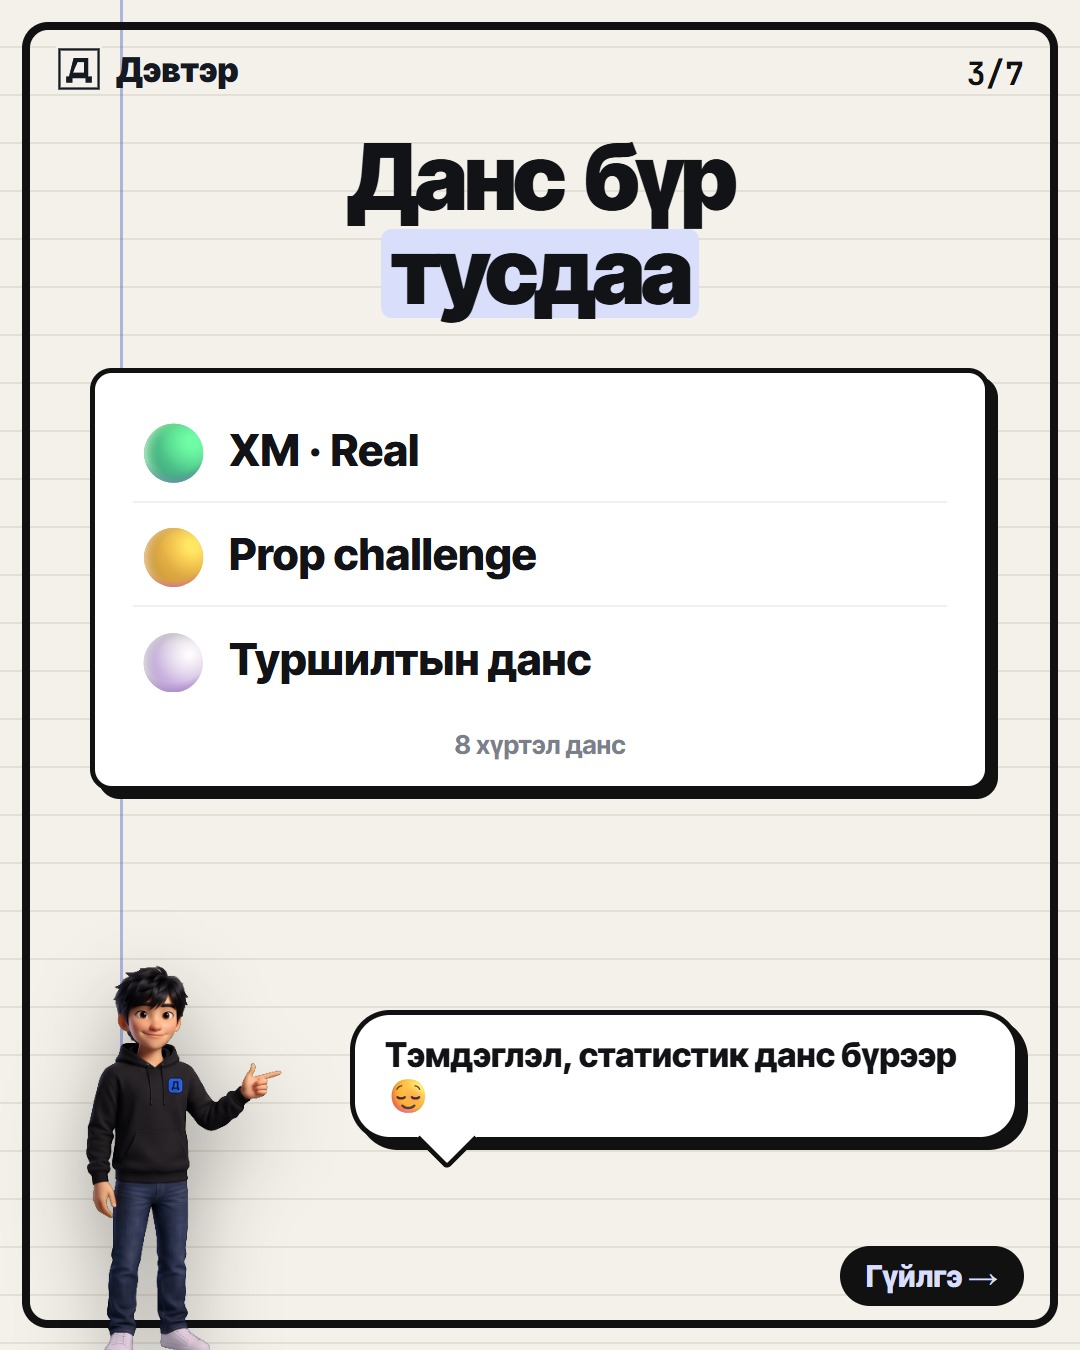 Д Дэвтэр
3/7
Данс бүр
тусдаа
XM · Real
Prop challenge
Туршилтын данс
8 хүртэл данс
Тэмдэглэл, статистик данс бүрээр
😌
Д
Гүйлгэ →